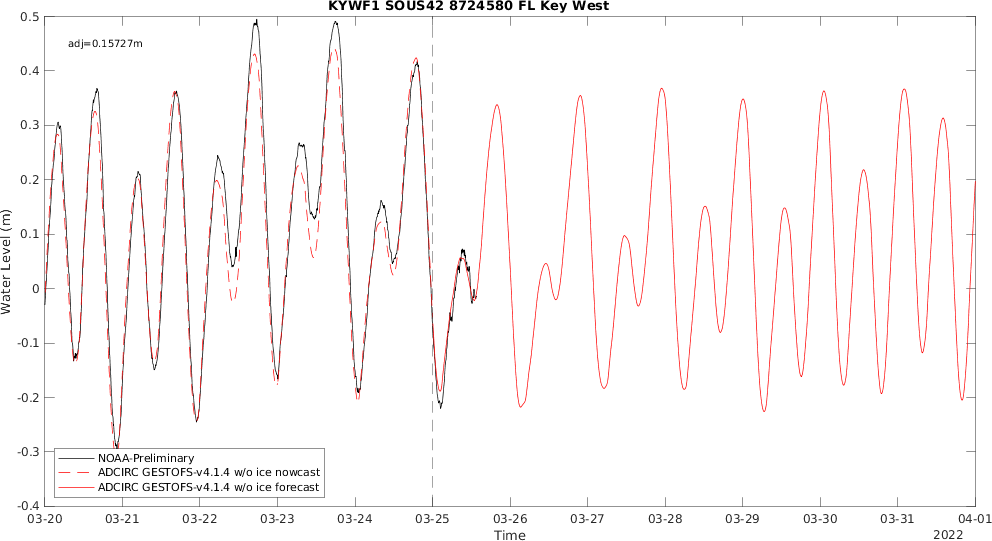 KYWF1 SOUS42 8724580 FL Key West
adj=0.15727m
Water Level (m)
0.5
0.4
0.3
0.2
0.1
0
-0.1
-0.2
-0.3
-0.4
NOAA-Preliminary
ADCIRC GESTOFS-v4.1.4 w/o ice nowcast
ADCIRC GESTOFS-v4.1.4 w/o ice forecast
03-20 03-21 03-22 03-23 03-24 03-25 03-26 03-27 03-28 03-29 03-30 03-31 04-01
Time
2022